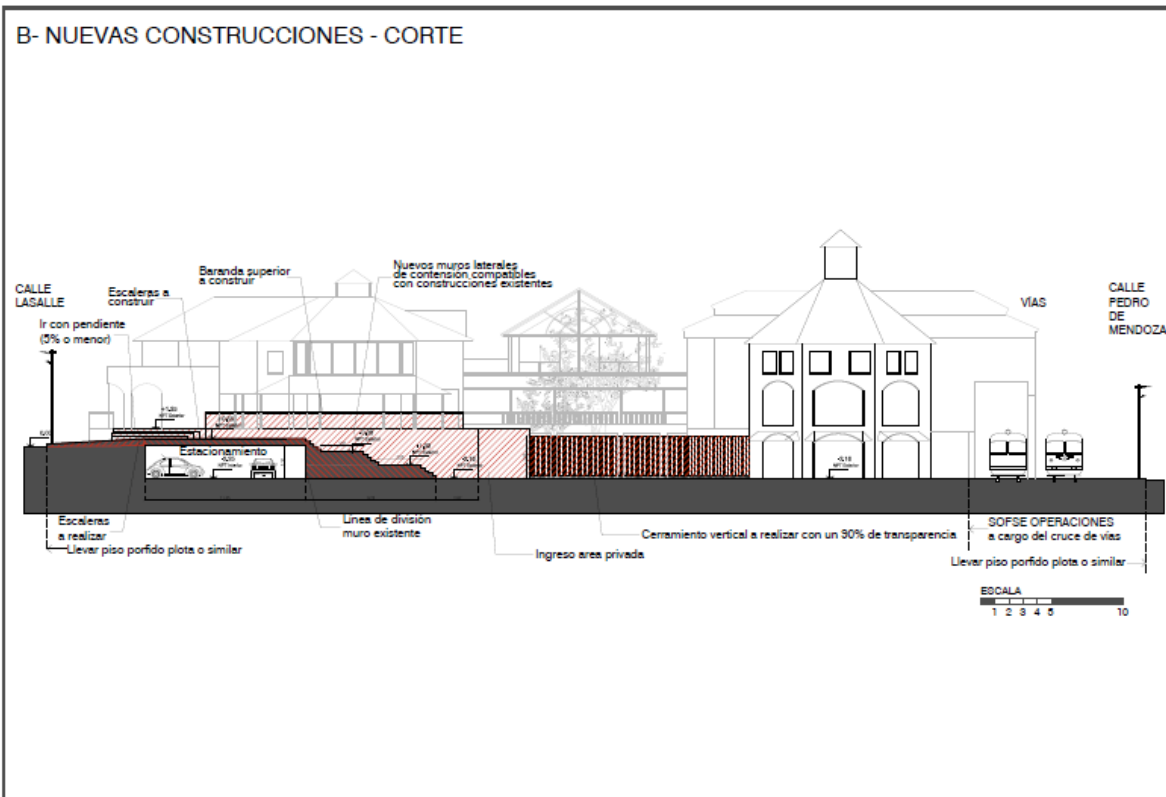 B- NUEVAS CONSTRUCCIONES - CORTE
CALLE
LASALLE
Escaleras a
construir
Baranda superior
a construir
Nuevos muros laterales
de contensión compatibles
con construcciones existentes
VÍAS
CALLE
PEDRO
DE
MENDOZA
Ir con pendiente
(5% o menor)
Estacionamiento
Escaleras
a realizar
Línea de división
muro existente
Llevar piso porfido plota o similar
Ingreso area privada
Cerramiento vertical a realizar con un 90% de transparencia
SOFSE OPERACIONES
a cargo del cruce de vías
Llevar piso porfido plota o similar
ESCALA
1 2 3 4 5 10